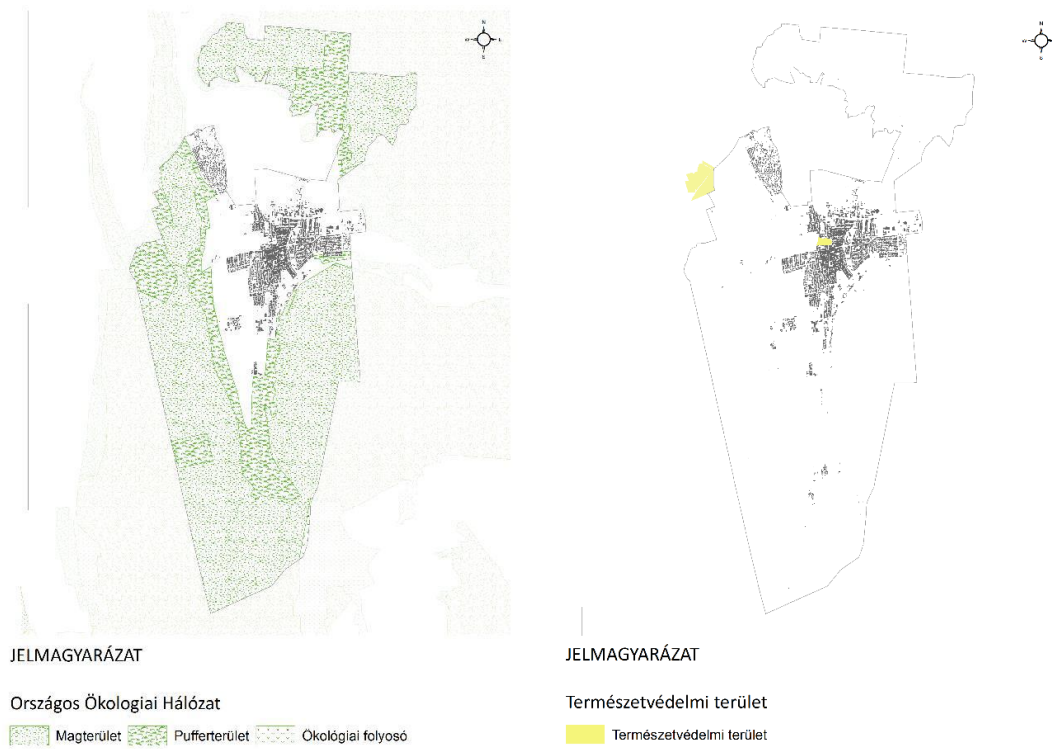 N
N
JELMAGYARÁZAT
Országos Ökologiai Hálózat
Magterület Pufferterület Ökológiai folyosó
JELMAGYARÁZAT
Természetvédelmi terület
Természetvédelmi terület